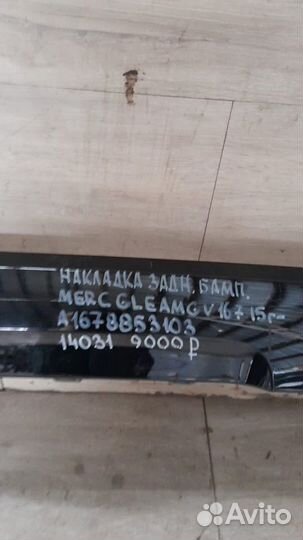 НАКЛАДКА ЗАДН. БАМП.
MERC GLE AMG V167 15г-
A1678853103
14031 9000₽
Avito